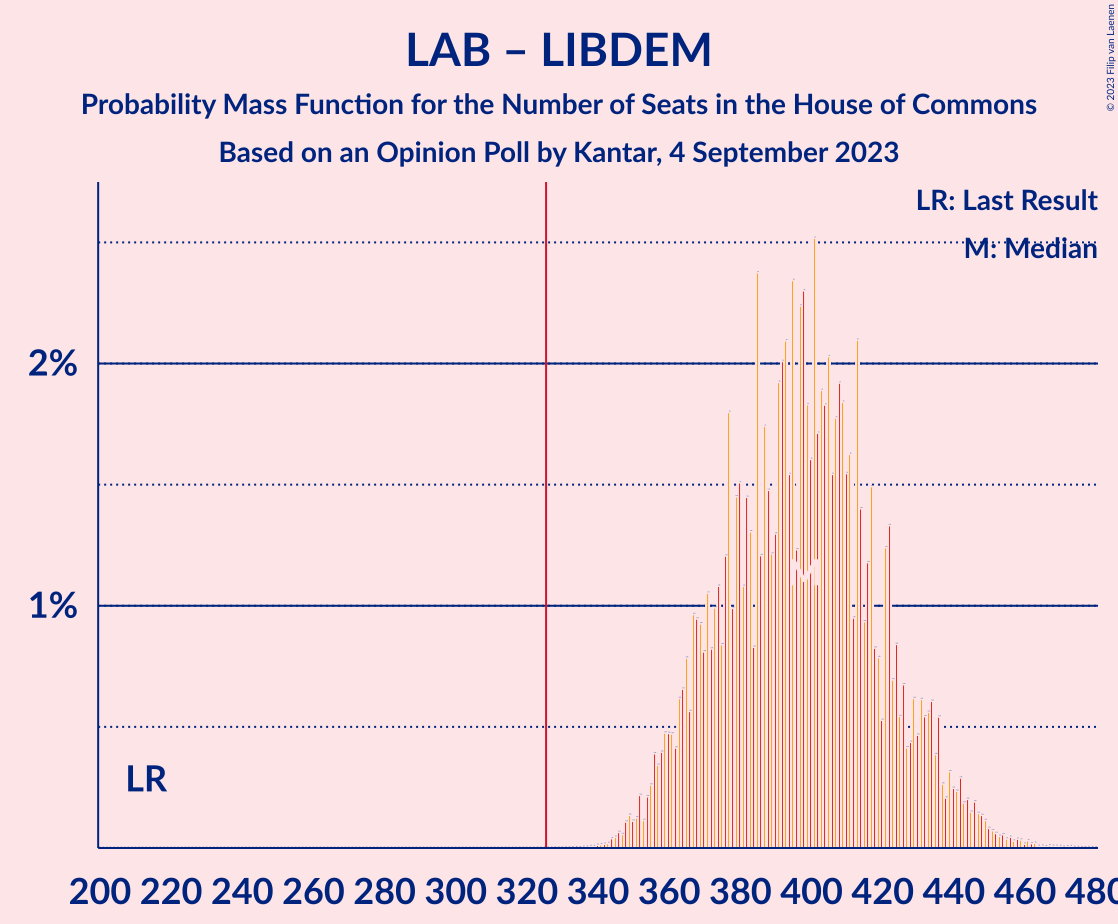 LAB – LIBDEM
Probability Mass Function for the Number of Seats in the House of Commons
Based on an Opinion Poll by Kantar, 4 September 2023
© 2023 Filip van Laenen
LR: Last Result
M: Median
2%
1%
M
LR
200 220 240 260 280 300 320 340 360 380 400 420 440 460 480